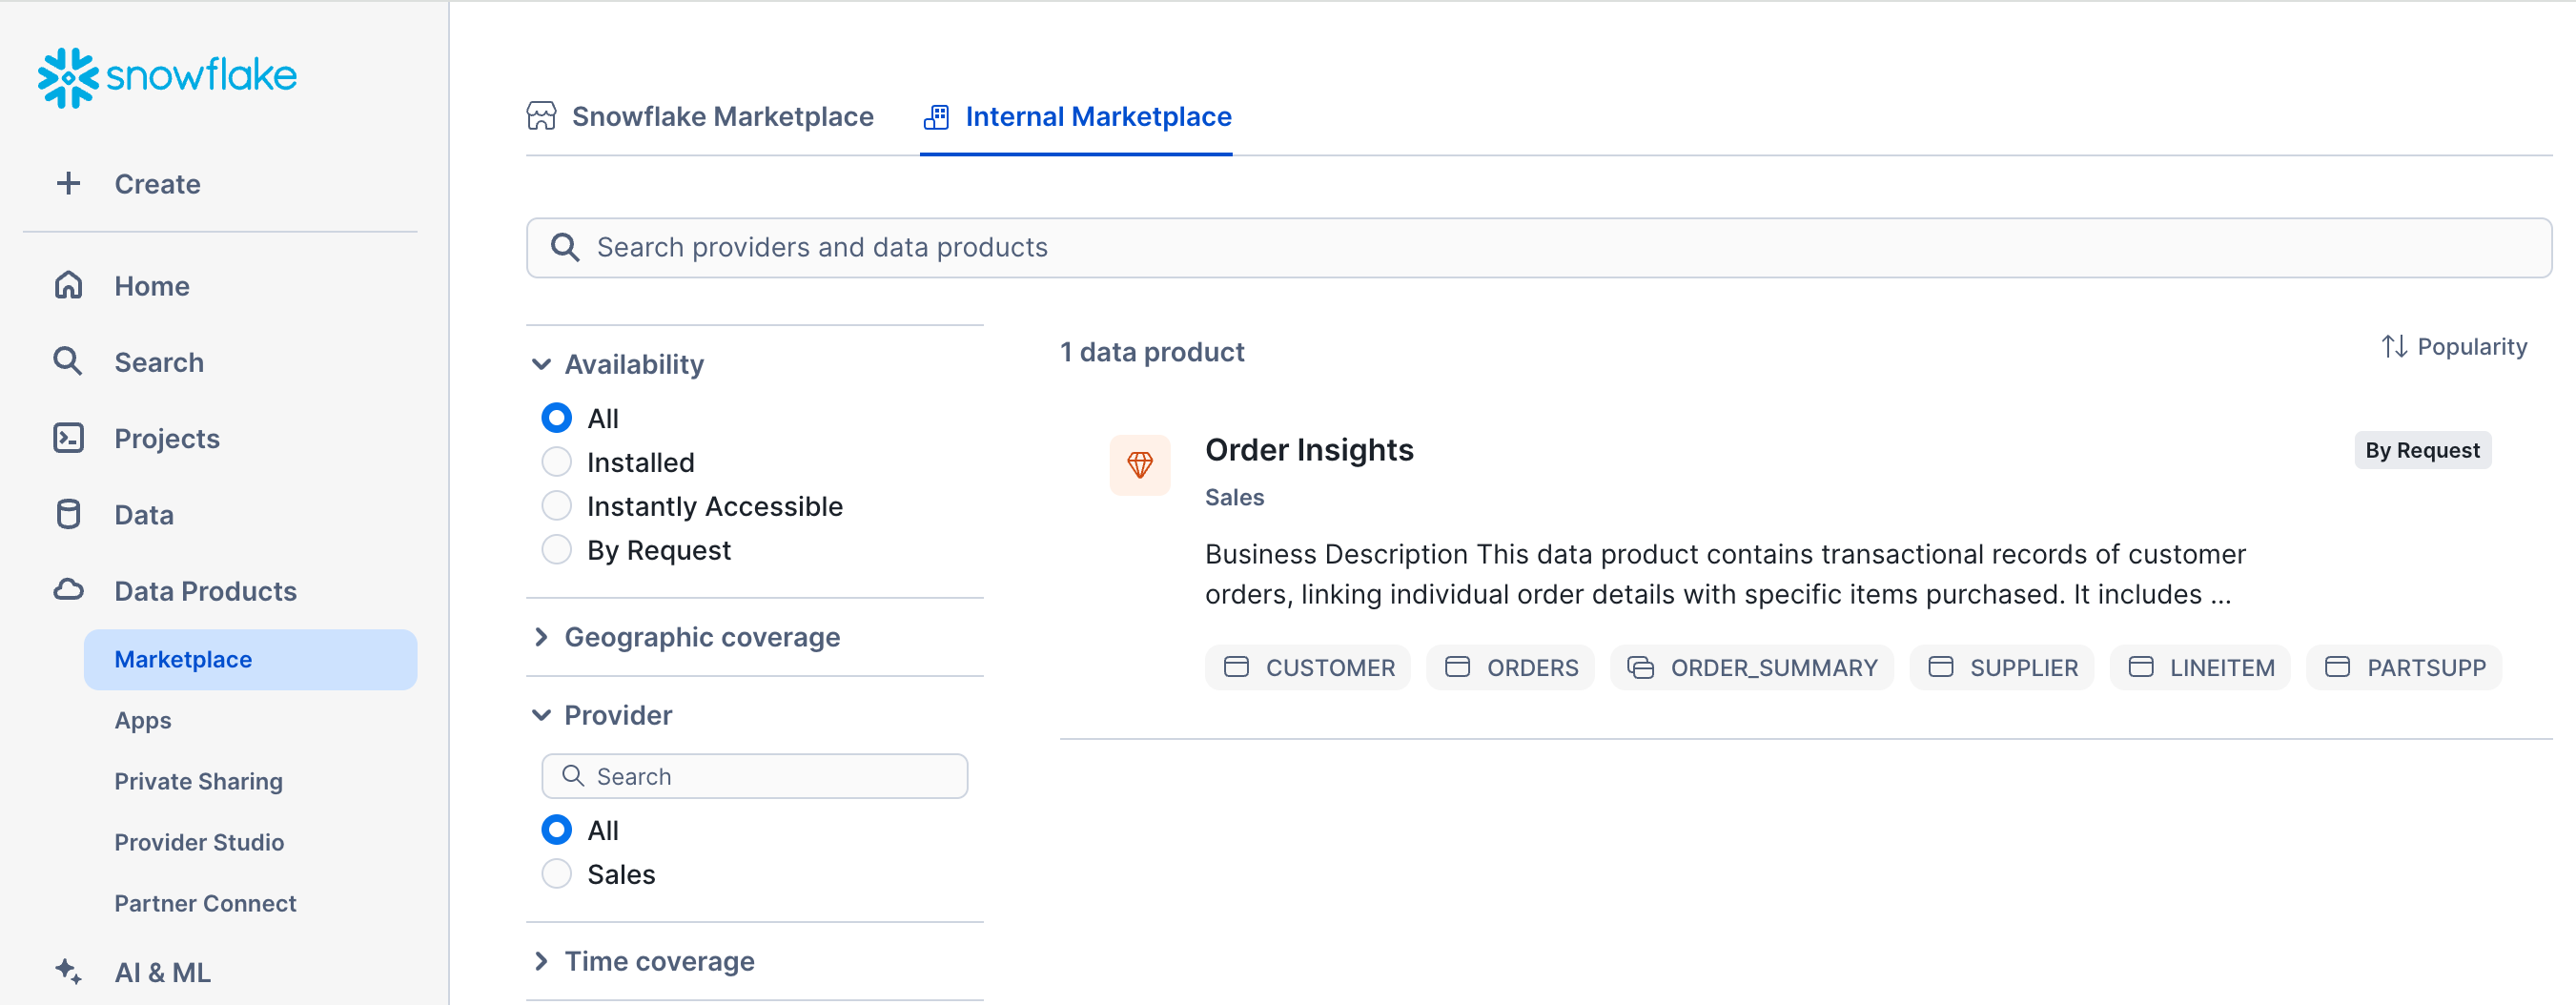 snowflake
Create
Home
Search
Projects
Data
Data Products
Marketplace
Apps
Private Sharing
Provider Studio
Partner Connect
AI & ML
Snowflake Marketplace
Internal Marketplace
Search providers and data products
Availability
All
Installed
Instantly Accessible
By Request
Geographic coverage
Provider
Search
All
Sales
Time coverage
1 data product
Popularity
Order Insights
By Request
Sales
Business Description This data product contains transactional records of customer
orders, linking individual order details with specific items purchased. It includes ...
CUSTOMER ORDERS ORDER_SUMMARY SUPPLIER LINEITEM PARTSUPP